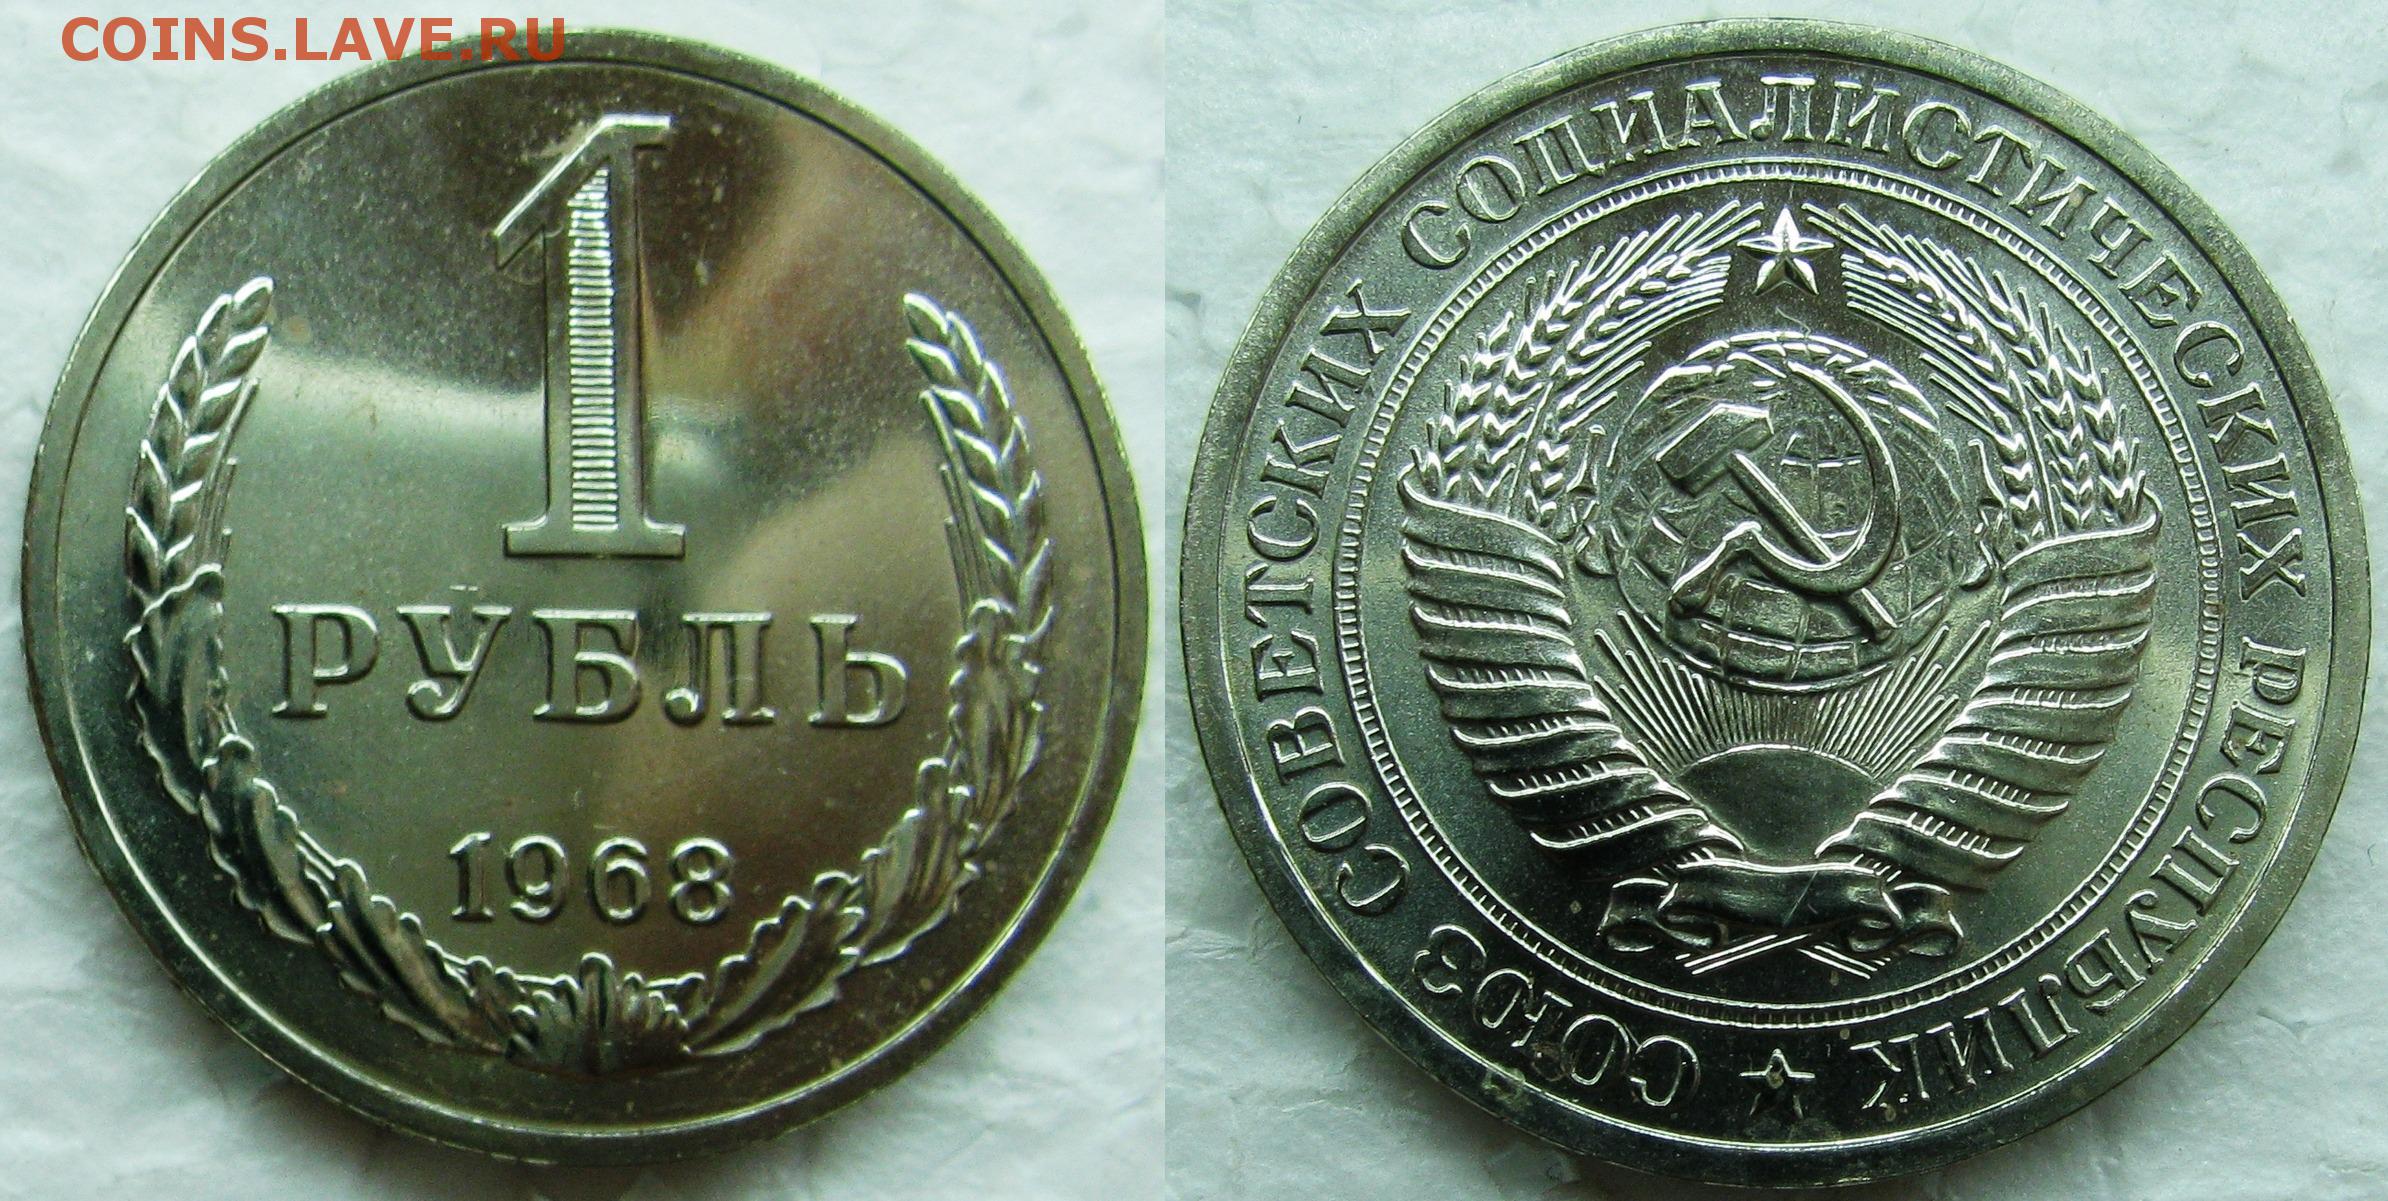 COINS.LAVE.RU
1
РУБЛЬ
1968
СОЮЗ СОВЕТСКИХ СОЦИАЛИСТИЧЕСКИХ РЕСПУБЛИК